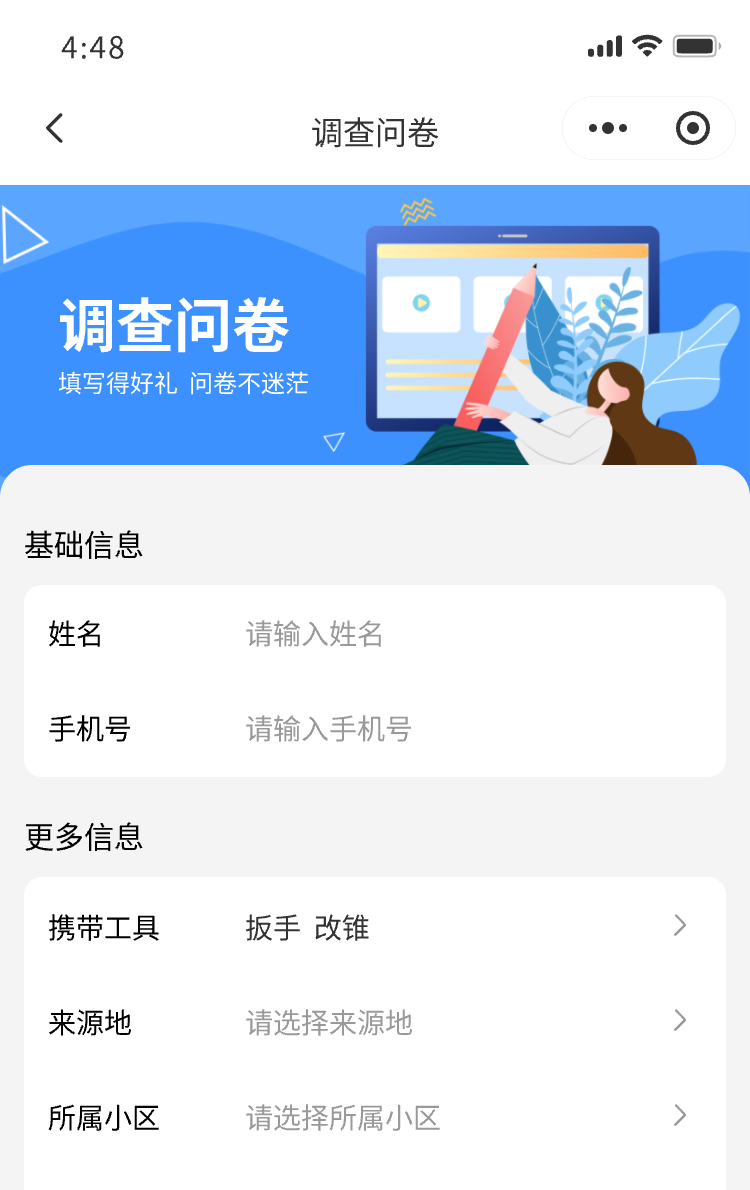 4:48
调查问卷
调查问卷
填写得好礼 问卷不迷茫
基础信息
姓名 请输入姓名
手机号 请输入手机号
更多信息
携带工具 扳手 改锥
来源地 请选择来源地
所属小区 请选择所属小区